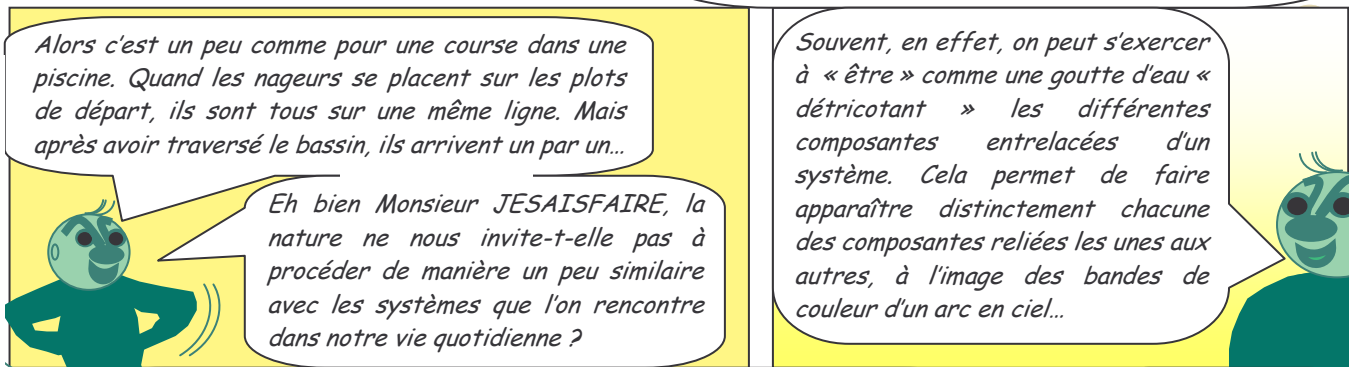 Alors c'est un peu comme pour une course dans une
piscine. Quand les nageurs se placent sur les plots
de départ, ils sont tous sur une même ligne. Mais
après avoir traversé le bassin, ils arrivent un par un…
Eh bien Monsieur JESAISFAIRE, la
nature ne nous invite-t-elle pas à
procéder de manière un peu similaire
avec les systèmes que l'on rencontre
dans notre vie quotidienne ?
Souvent, en effet, on peut s'exercer
à « être » comme une goutte d'eau «
détricotant » les différentes
composantes entrelacées d'un
système. Cela permet de faire
apparaître distinctement chacune
des composantes reliées les unes aux
autres, à l'image des bandes de
couleur d'un arc en ciel…